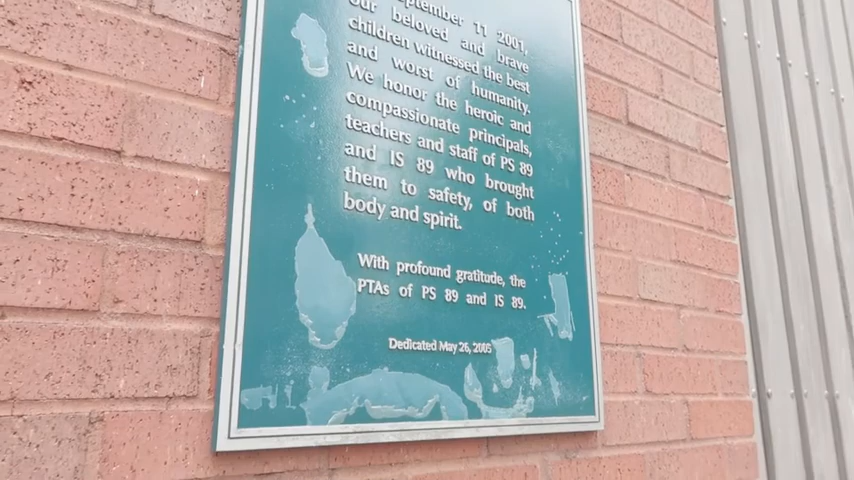 September 11 2001,
our beloved and brave
children witnessed the best
and worst of humanity.
We honor the heroic and
compassionate principals,
teachers and staff of PS 89
and IS 89 who brought
them to safety, of both
body and spirit.
With profound gratitude, the
PTAs of PS 89 and IS 89.
Dedicated May 26, 2005